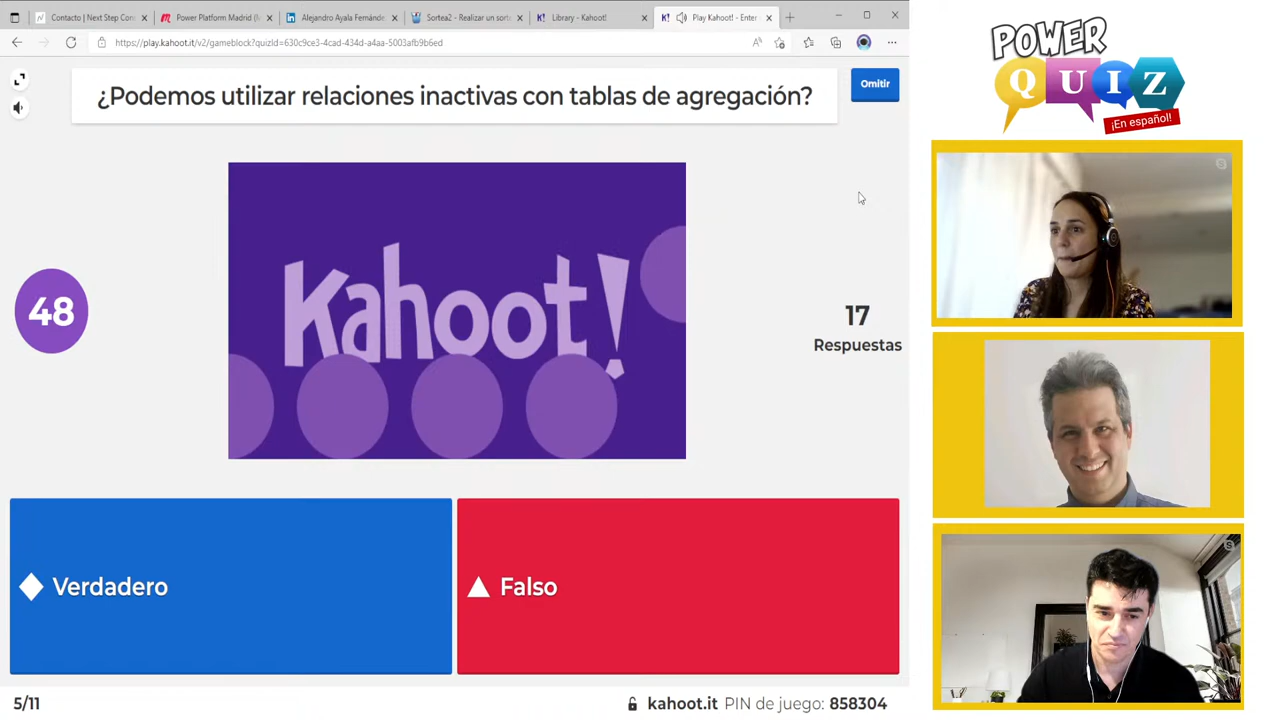 Contacto | Next Step Con
Power Platform Madrid (M
Alejandro Ayala Fernánde
Sortea2 - Realizar un sorte
Library - Kahoot!
Play Kahoot! - Enter
https://play.kahoot.it/v2/gameblock?quizId=630c9ce3-4cad-434d-a4aa-5003afb9b6ed
¿Podemos utilizar relaciones inactivas con tablas de agregación?
Omitir
Kahoot!
48
17
Respuestas
Verdadero
Falso
5/11
kahoot.it PIN de juego: 858304
POWER
QUIZ
¡En español!